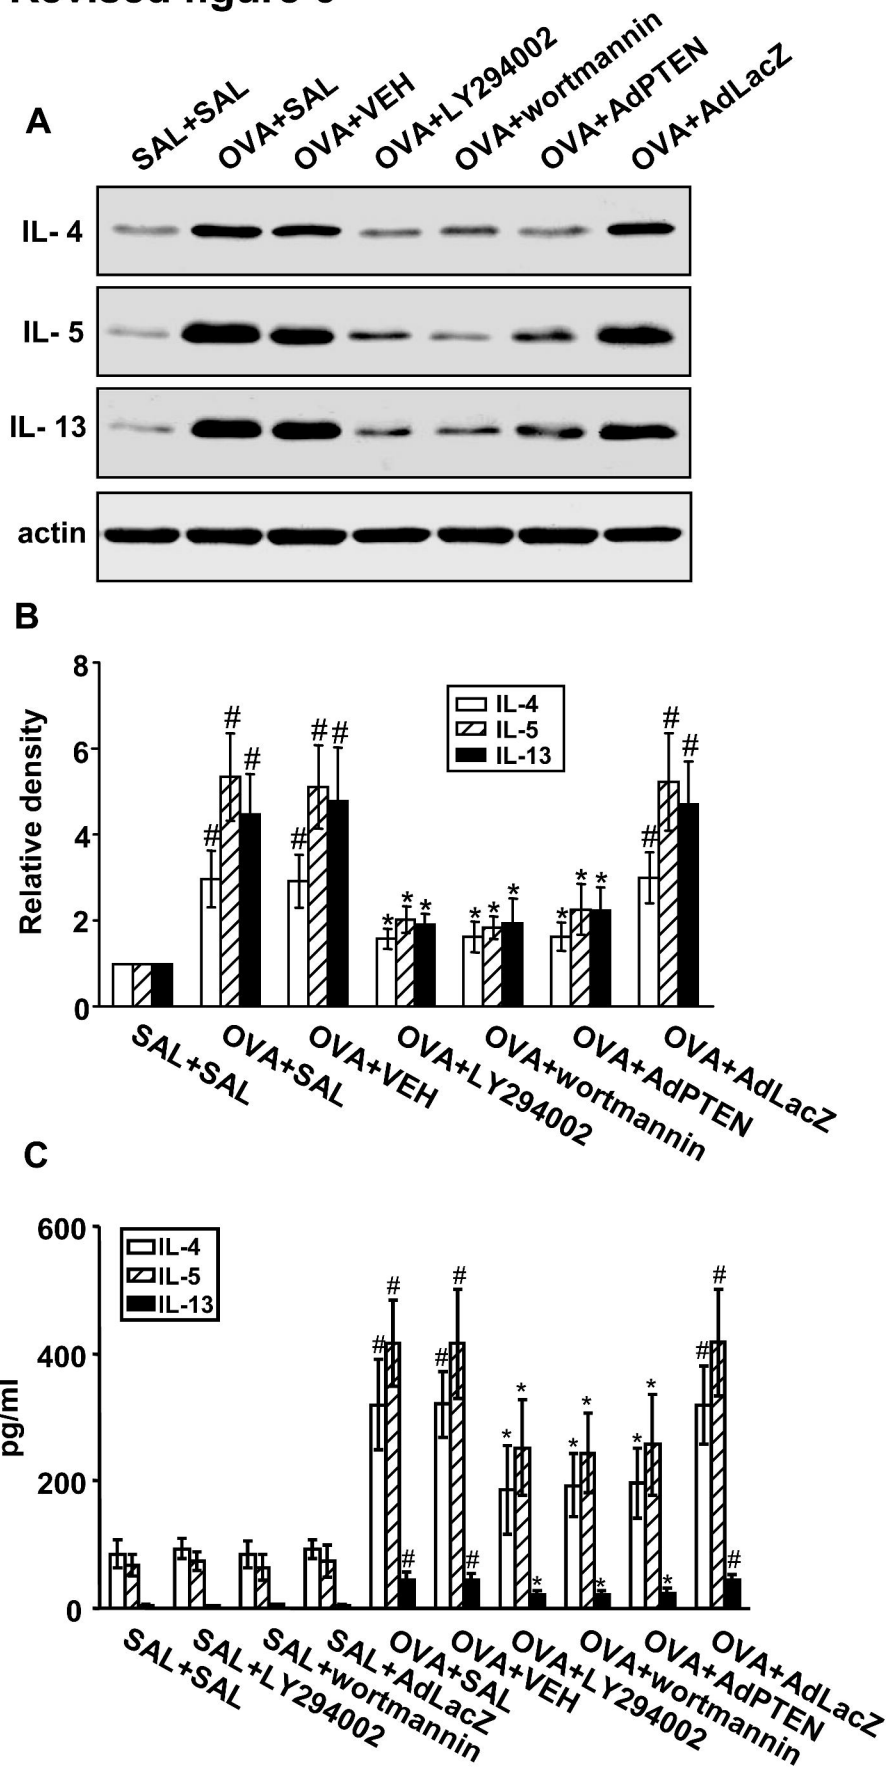 A
SAL+SAL
OVA+SAL
OVA+VEH
OVA+LY294002
OVA+wortmannin
OVA+AdPTEN
OVA+AdLacZ
IL- 4
IL- 5
IL- 13
actin
B
Relative density
8
6
4
2
0
IL-4
IL-5
IL-13
# # #
# # #
* * *
* * *
* * *
# # #
SAL+SAL
OVA+SAL
OVA+VEH
OVA+LY294002
OVA+wortmannin
OVA+AdPTEN
OVA+AdLacZ
C
pg/ml
600
400
200
0
IL-4
IL-5
IL-13
# # #
# # #
* * *
* * *
* * *
# # #
SAL+SAL
SAL+LY294002
SAL+wortmannin
SAL+AdLacZ
OVA+SAL
OVA+VEH
OVA+LY294002
OVA+wortmannin
OVA+AdPTEN
OVA+AdLacZ